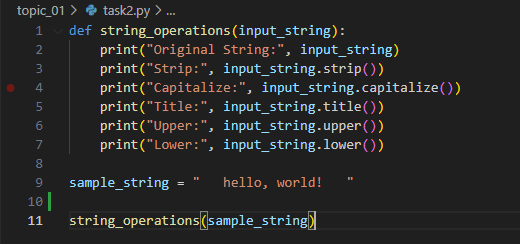 topic_01 > task2.py > ...
1 def string_operations(input_string):
2     print("Original String:", input_string)
3     print("Strip:", input_string.strip())
4     print("Capitalize:", input_string.capitalize())
5     print("Title:", input_string.title())
6     print("Upper:", input_string.upper())
7     print("Lower:", input_string.lower())
8
9 sample_string = "   hello, world!   "
10
11 string_operations(sample_string)